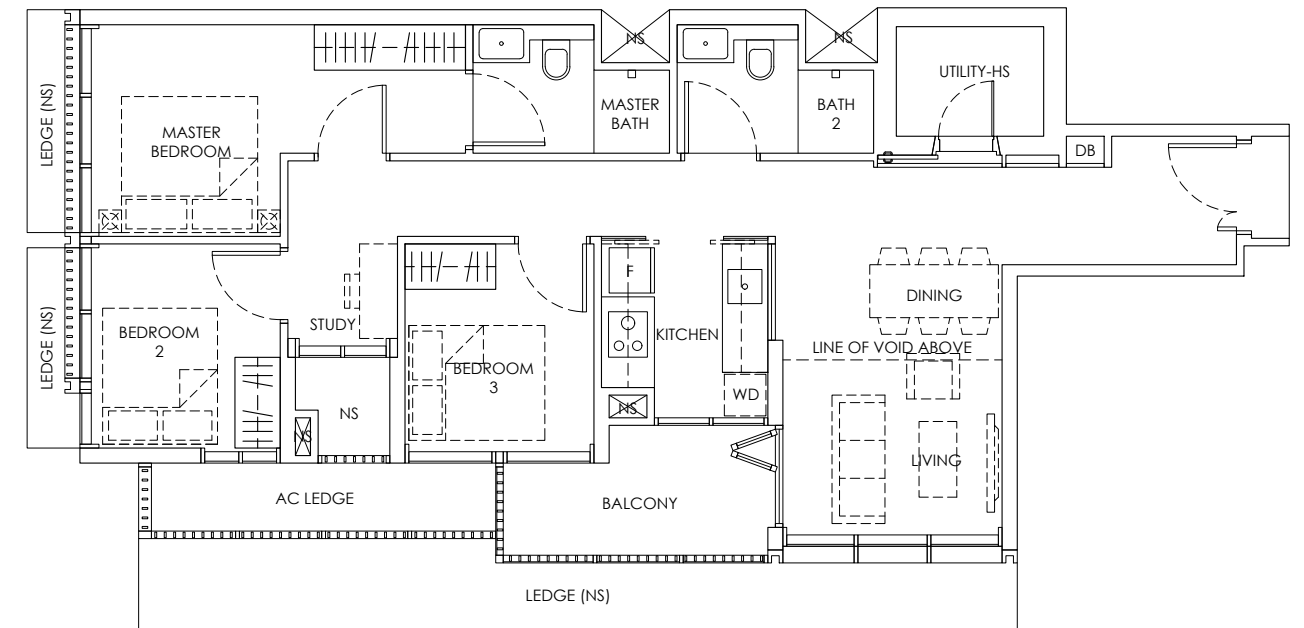 NS
NS
UTILITY-HS
LEDGE (NS)
MASTER
BEDROOM
MASTER
BATH
BATH
2
DB
F
DINING
LEDGE (NS)
BEDROOM
2
STUDY
KITCHEN
LINE OF VOID ABOVE
BEDROOM
3
WD
NS
NS
NS
LIVING
AC LEDGE
BALCONY
LEDGE (NS)